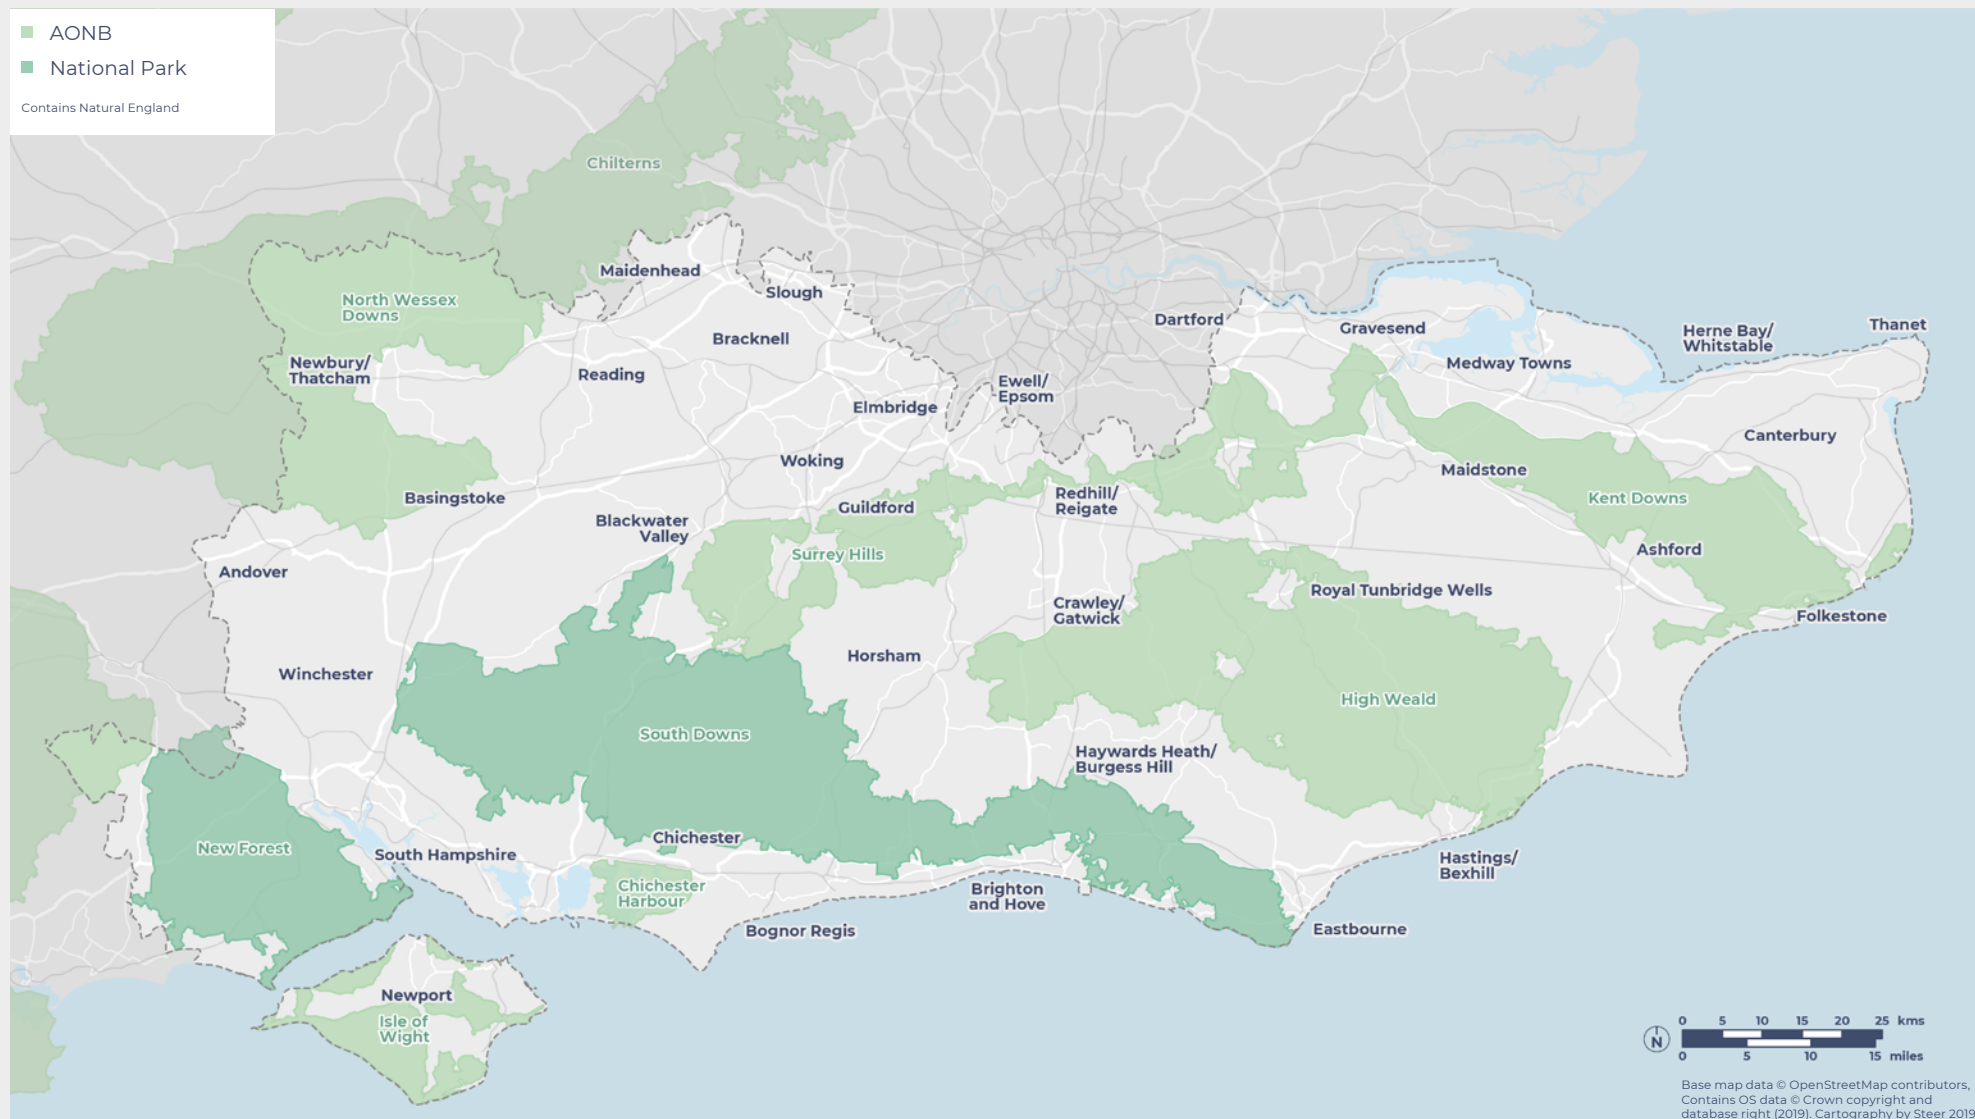 AONB
National Park
Contains Natural England
Chilterns
Maidenhead
Slough
North Wessex
Downs
Dartford
Gravesend
Herne Bay/
Whitstable
Thanet
Bracknell
Newbury/
Thatcham
Reading
Medway Towns
Ewell/
Epsom
Elmbridge
Canterbury
Woking
Maidstone
Basingstoke
Guildford
Redhill/
Reigate
Kent Downs
Blackwater
Valley
Surrey Hills
Ashford
Andover
Royal Tunbridge Wells
Crawley/
Gatwick
Folkestone
Horsham
Winchester
High Weald
South Downs
Haywards Heath/
Burgess Hill
Chichester
New Forest
South Hampshire
Hastings/
Bexhill
Chichester
Harbour
Brighton
and Hove
Bognor Regis
Eastbourne
Newport
Isle of
Wight
0 5 10 15 20 25 kms
N
0 5 10 15 miles
Base map data © OpenStreetMap contributors,
Contains OS data © Crown copyright and
database right (2019). Cartography by Steer 2019